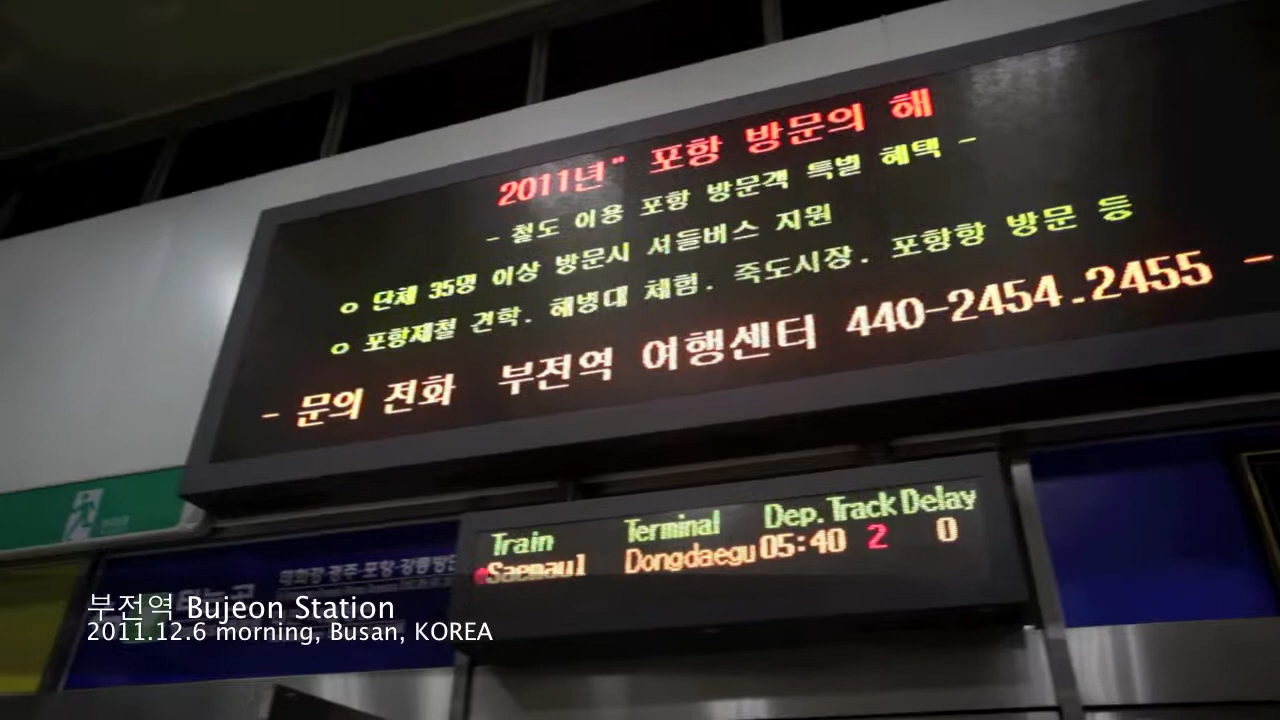 2011년" 포항 방문의 해
- 철도 이용 포항 방문객 특별 혜택 -
o 단체 35명 이상 방문시 셔틀버스 지원
o 포항제철 견학. 해병대 체험. 죽도시장. 포항항 방문 등
- 문의 전화 부전역 여행센터 440-2454.2455 -
Train Terminal Dep. Track Delay
Saemaul Dongdaegu 05:40 2 0
부전역 Bujeon Station
2011.12.6 morning, Busan, KOREA